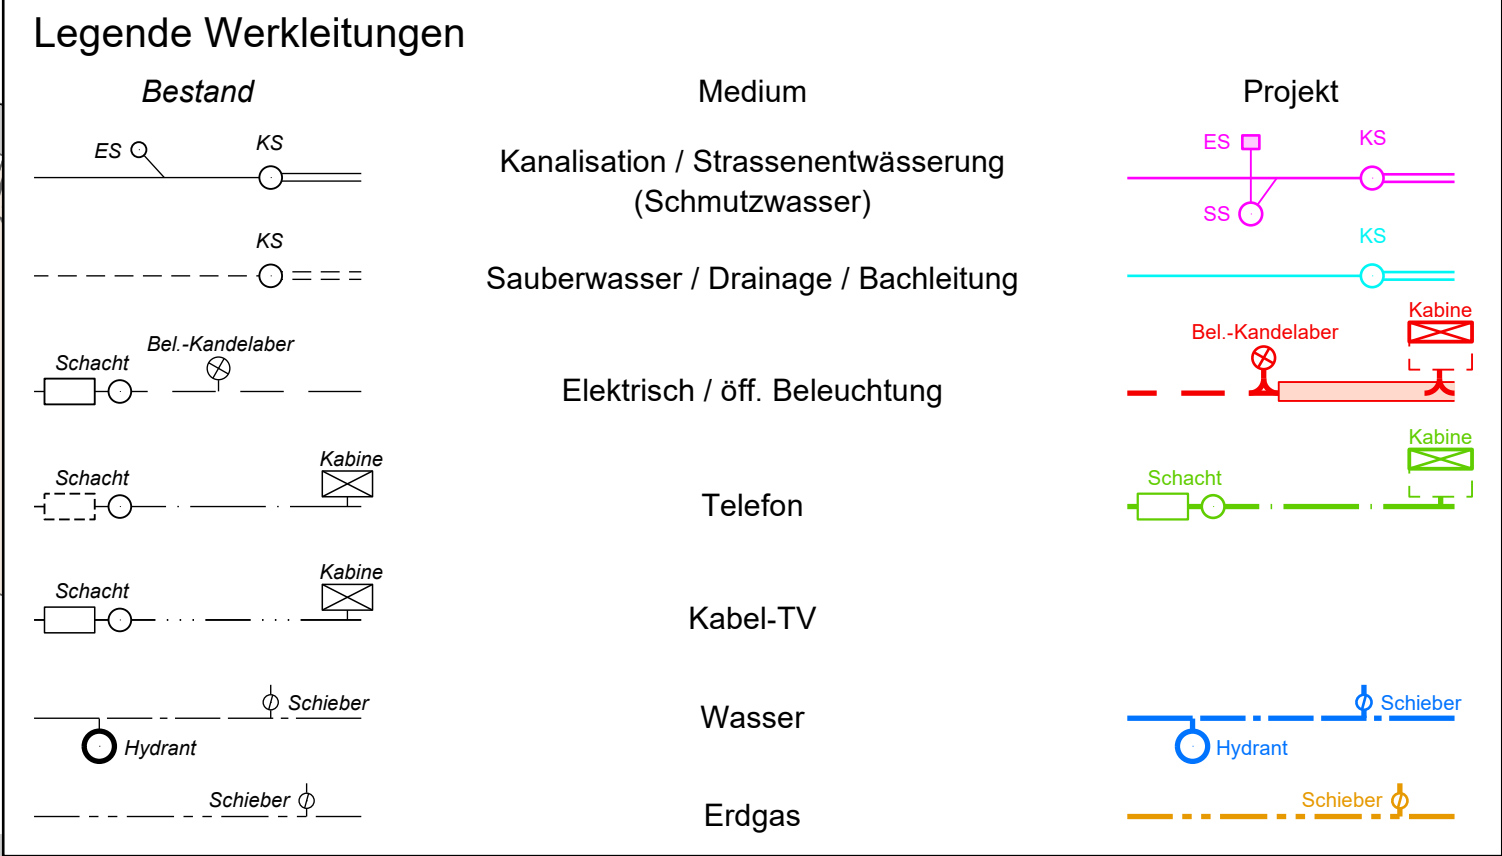 Legende Werkleitungen
Bestand Medium Projekt
ES KS Kanalisation / Strassenentwässerung ES KS
(Schmutzwasser) SS
KS Sauberwasser / Drainage / Bachleitung KS
Schacht Bel.-Kandelaber Elektrisch / öff. Beleuchtung Bel.-Kandelaber Kabine
Schacht Kabine Telefon Schacht Kabine
Schacht Kabine Kabel-TV
Schieber Wasser Schieber
Hydrant Hydrant
Schieber Erdgas Schieber